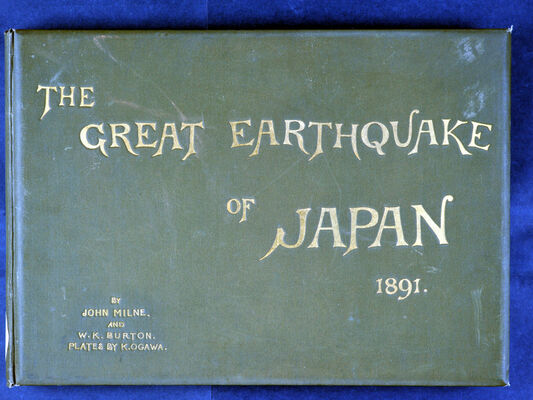 THE
GREAT EARTHQUAKE
OF JAPAN
1891.
BY
JOHN MILNE.
AND
W.K. BURTON.
PLATES BY K.OGAWA.